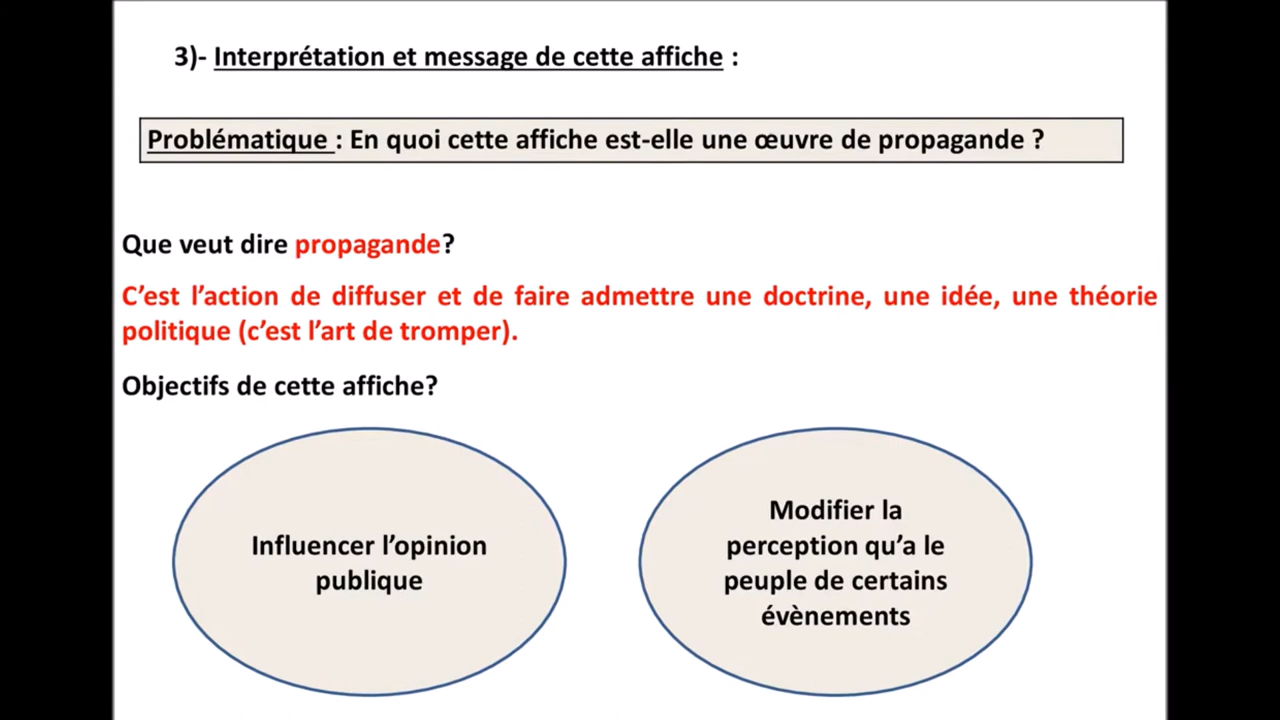 3)- Interprétation et message de cette affiche :
Problématique : En quoi cette affiche est-elle une œuvre de propagande ?
Que veut dire propagande?
C’est l’action de diffuser et de faire admettre une doctrine, une idée, une théorie
politique (c’est l’art de tromper).
Objectifs de cette affiche?
Influencer l’opinion
publique
Modifier la
perception qu’a le
peuple de certains
évènements